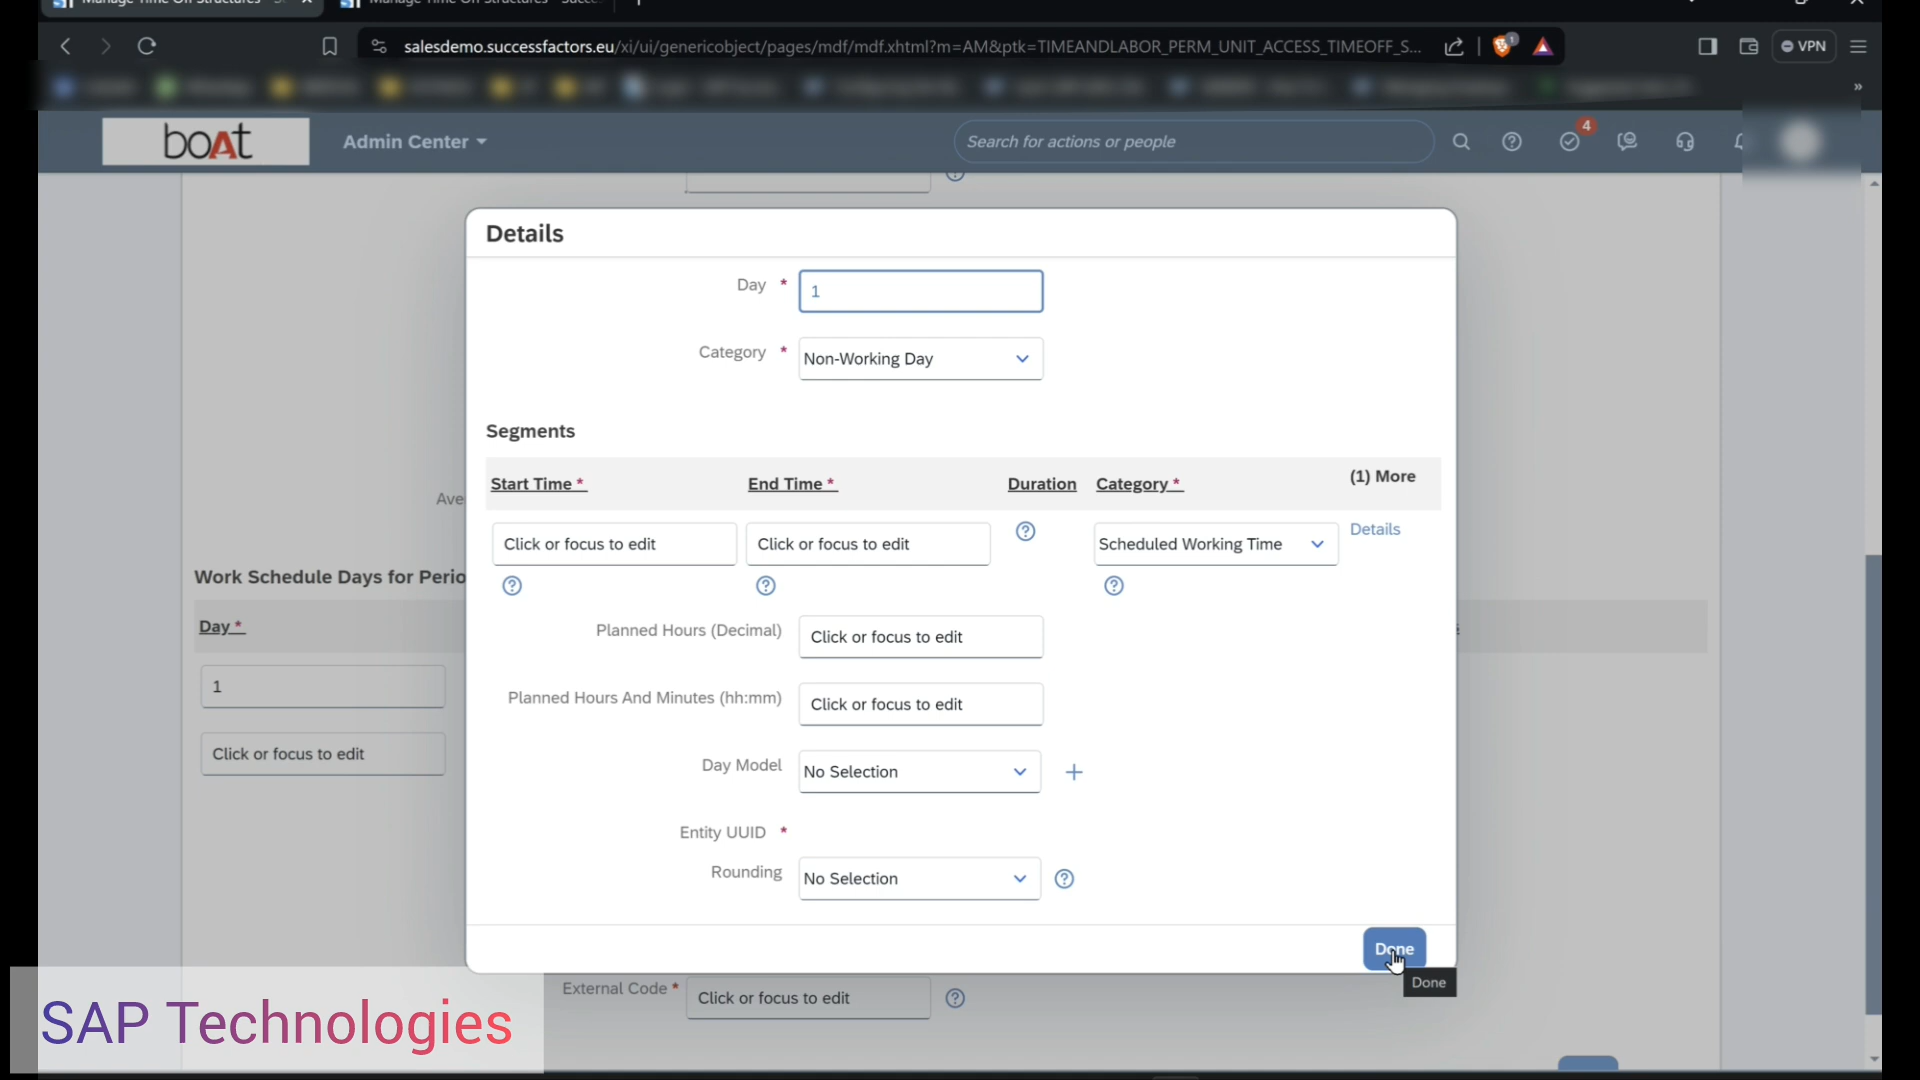 salesdemo.successfactors.eu/xi/ui/genericobject/pages/mdf/mdf.xhtml?m=AM&ptk=TIMEANDLABOR_PERM_UNIT_ACCESS_TIMEOFF_S...
1
VPN
»
boAt
Admin Center
Search for actions or people
4
Details
Day *
1
Category *
Non-Working Day
Segments
Start Time *
End Time *
Duration
Category *
(1) More
Click or focus to edit
Click or focus to edit
Scheduled Working Time
Details
Ave
Planned Hours (Decimal)
Click or focus to edit
Planned Hours And Minutes (hh:mm)
Click or focus to edit
Day Model
No Selection
Entity UUID *
Rounding
No Selection
Done
Done
Work Schedule Days for Perio
Day *
1
Click or focus to edit
External Code *
Click or focus to edit
SAP Technologies